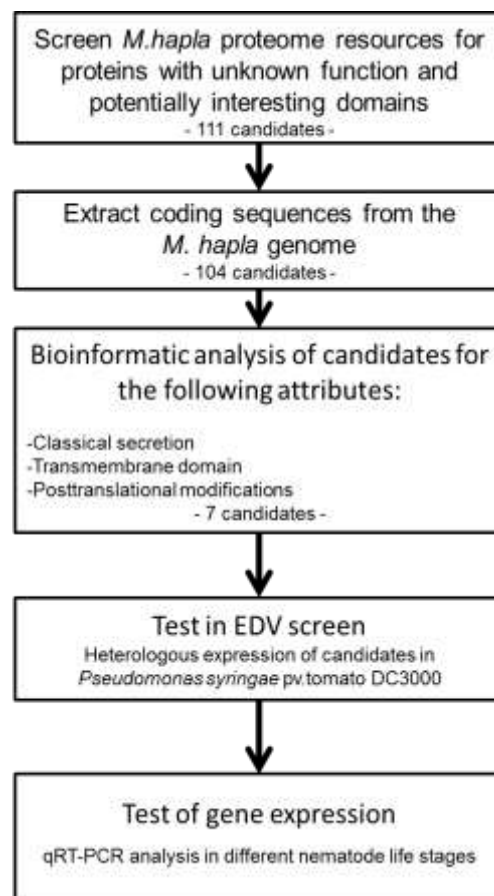 Screen M.hapla proteome resources for
proteins with unknown function and
potentially interesting domains
- 111 candidates -
Extract coding sequences from the
M. hapla genome
- 104 candidates -
Bioinformatic analysis of candidates for
the following attributes:
-Classical secretion
-Transmembrane domain
-Posttranslational modifications
- 7 candidates -
Test in EDV screen
Heterologous expression of candidates in
Pseudomonas syringae pv.tomato DC3000
Test of gene expression
qRT-PCR analysis in different nematode life stages